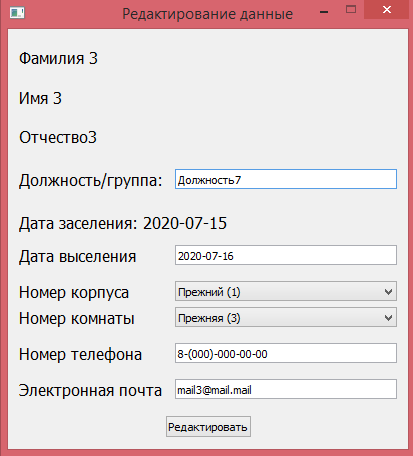 Редактирование данные
Фамилия 3
Имя 3
Отчество3
Должность/группа: Должность7
Дата заселения: 2020-07-15
Дата выселения 2020-07-16
Номер корпуса Прежний (1)
Номер комнаты Прежняя (3)
Номер телефона 8-(000)-000-00-00
Электронная почта mail3@mail.mail
Редактировать